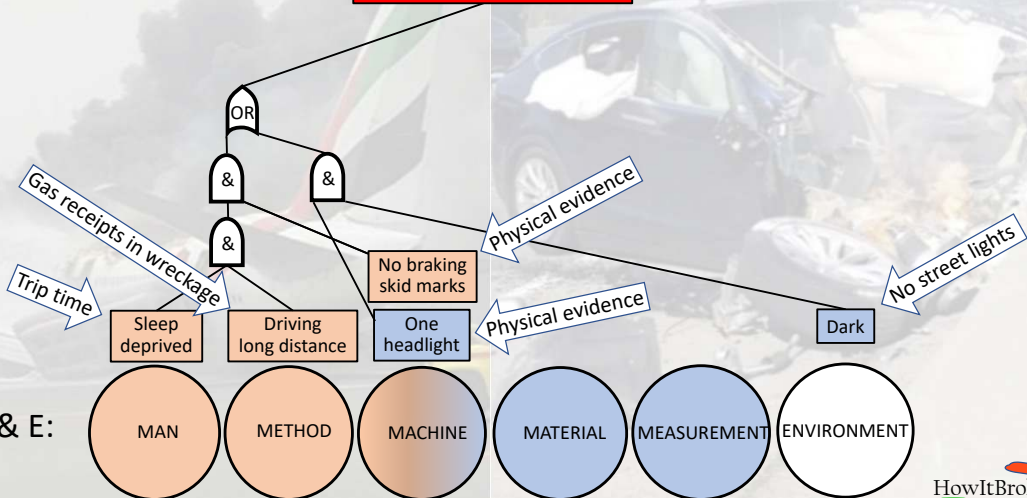 OR
&
&
&
Gas receipts in wreckage
Physical evidence
Trip time
No braking
skid marks
No street lights
Sleep
deprived
Driving
long distance
One
headlight
Physical evidence
Dark
& E:
MAN
METHOD
MACHINE
MATERIAL
MEASUREMENT
ENVIRONMENT
HowItBro